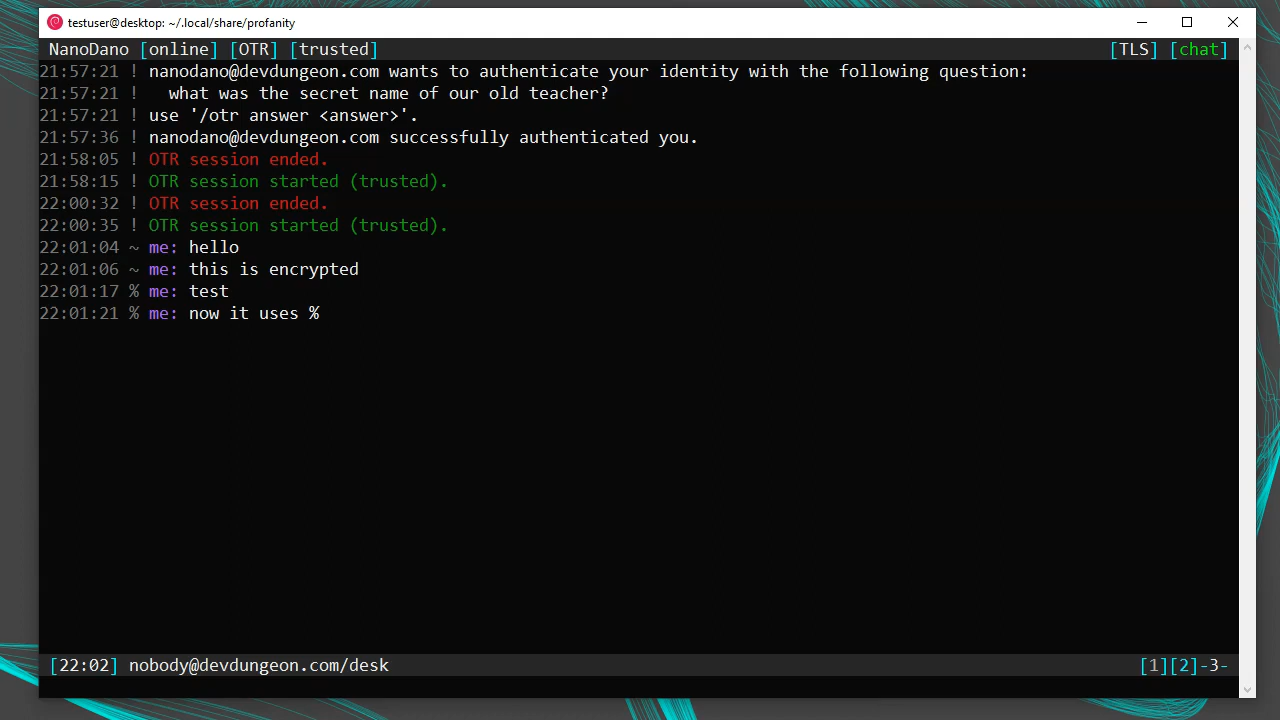 testuser@desktop: ~/.local/share/profanity
NanoDano [online] [OTR] [trusted] [TLS] [chat]
21:57:21 ! nanodano@devdungeon.com wants to authenticate your identity with the following question:
21:57:21 !   what was the secret name of our old teacher?
21:57:21 ! use '/otr answer <answer>'.
21:57:36 ! nanodano@devdungeon.com successfully authenticated you.
21:58:05 ! OTR session ended.
21:58:15 ! OTR session started (trusted).
22:00:32 ! OTR session ended.
22:00:35 ! OTR session started (trusted).
22:01:04 ~ me: hello
22:01:06 ~ me: this is encrypted
22:01:17 % me: test
22:01:21 % me: now it uses %
[22:02] nobody@devdungeon.com/desk [1][2]-3-